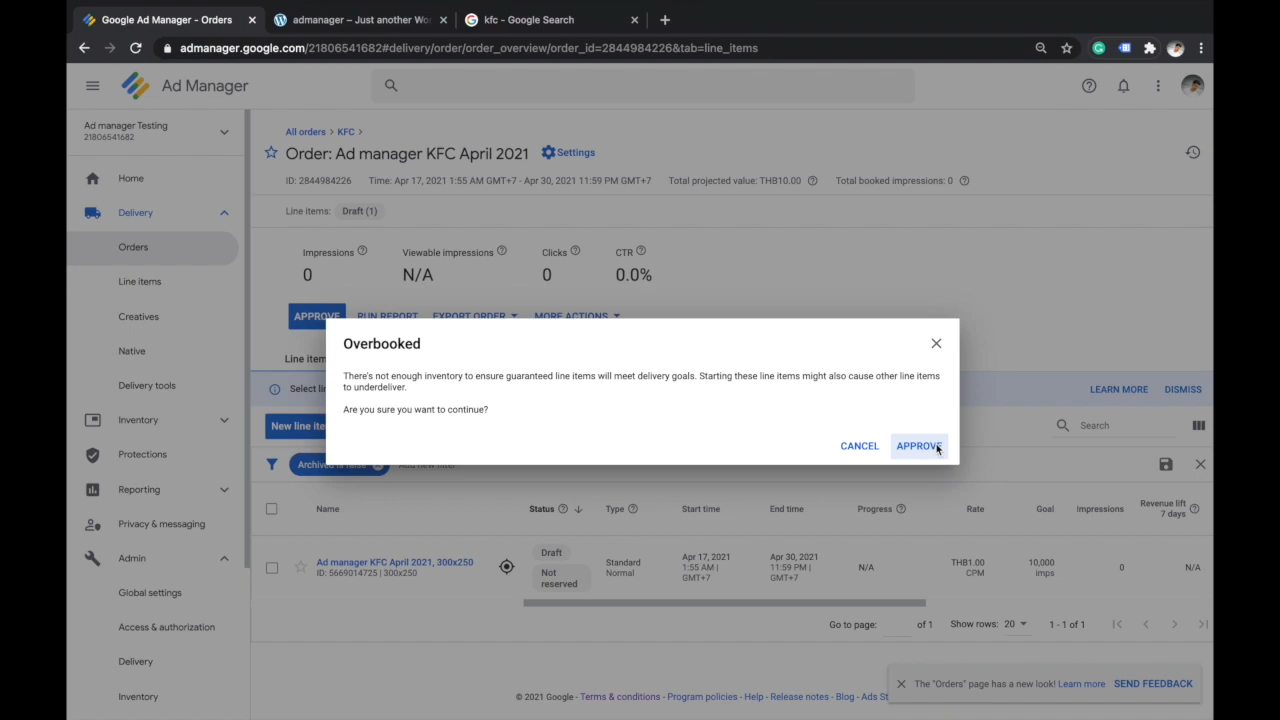 Google Ad Manager - Orders
admanager – Just another Wo
kfc - Google Search
admanager.google.com/21806541682#delivery/order/order_overview/order_id=2844984226&tab=line_items
Ad Manager
Ad manager Testing
21806541682
Home
Delivery
Orders
Line items
Creatives
Native
Delivery tools
Inventory
Protections
Reporting
Privacy & messaging
Admin
Global settings
Access & authorization
Delivery
Inventory
All orders > KFC >
Order: Ad manager KFC April 2021 Settings
ID: 2844984226 Time: Apr 17, 2021 1:55 AM GMT+7 - Apr 30, 2021 11:59 PM GMT+7 Total projected value: THB10.00 Total booked impressions: 0
Line items: Draft (1)
Impressions Viewable impressions Clicks CTR
0 N/A 0 0.0%
APPROVE RUN REPORT EXPORT ORDER MORE ACTIONS
Overbooked
There's not enough inventory to ensure guaranteed line items will meet delivery goals. Starting these line items might also cause other line items
to underdeliver.
Are you sure you want to continue?
CANCEL APPROVE
Line item
Select li
LEARN MORE DISMISS
New line ite
Search
Archived is false Add new filter
Name Status Type Start time End time Progress Rate Goal Impressions Revenue lift
7 days
Ad manager KFC April 2021, 300x250
ID: 5669014725 | 300x250
Draft
Not
reserved
Standard
Normal
Apr 17, 2021
1:55 AM |
GMT+7
Apr 30, 2021
11:59 PM |
GMT+7
N/A
THB1.00
CPM
10,000
imps
0
N/A
Go to page: of 1 Show rows: 20 1 - 1 of 1
The "Orders" page has a new look! Learn more SEND FEEDBACK
© 2021 Google - Terms & conditions - Program policies - Help - Release notes - Blog - Ads St